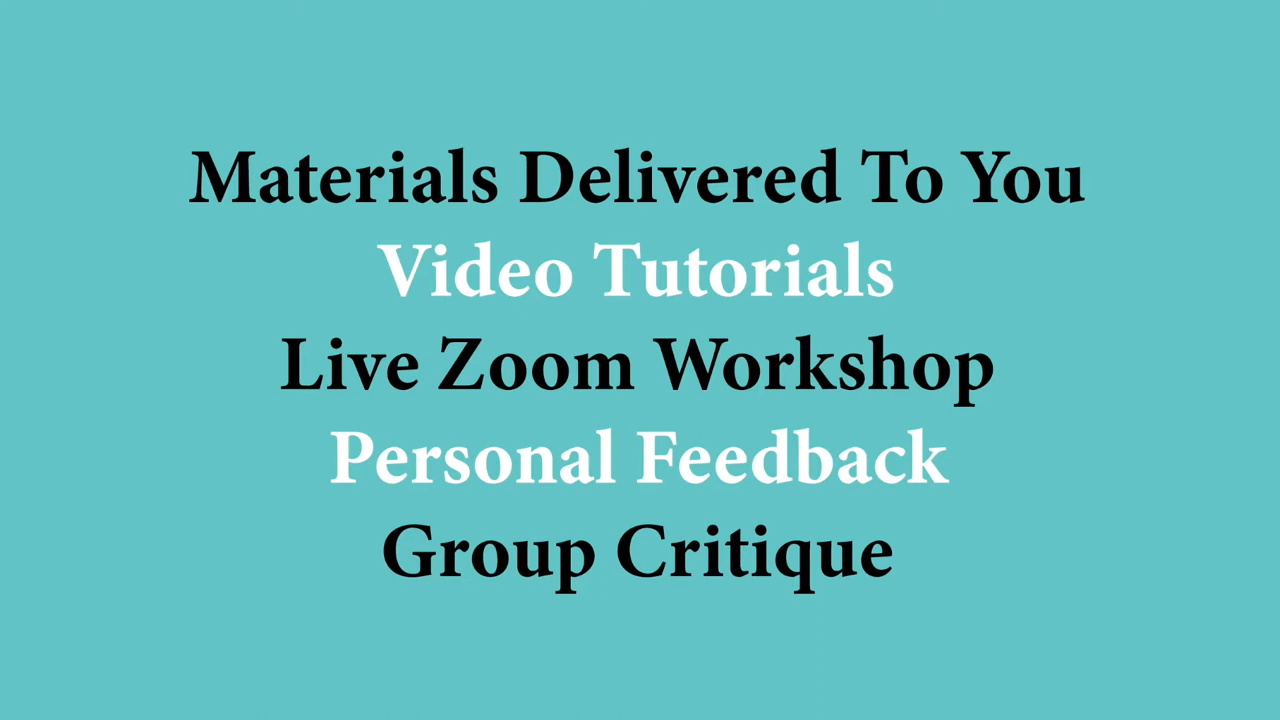 Materials Delivered To You
Video Tutorials
Live Zoom Workshop
Personal Feedback
Group Critique